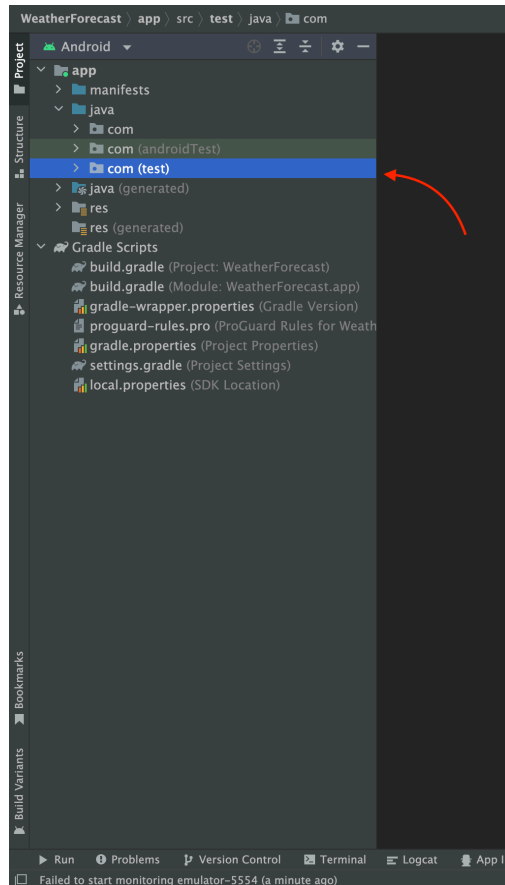 WeatherForecast 〉 app 〉 src 〉 test 〉 java 〉 com
Project
Structure
Resource Manager
Bookmarks
Build Variants
Android
app
manifests
java
com
com (androidTest)
com (test)
java (generated)
res
res (generated)
Gradle Scripts
build.gradle (Project: WeatherForecast)
build.gradle (Module: WeatherForecast.app)
gradle-wrapper.properties (Gradle Version)
proguard-rules.pro (ProGuard Rules for Weath
gradle.properties (Project Properties)
settings.gradle (Project Settings)
local.properties (SDK Location)
Run Problems Version Control Terminal Logcat App I
Failed to start monitoring emulator-5554 (a minute ago)